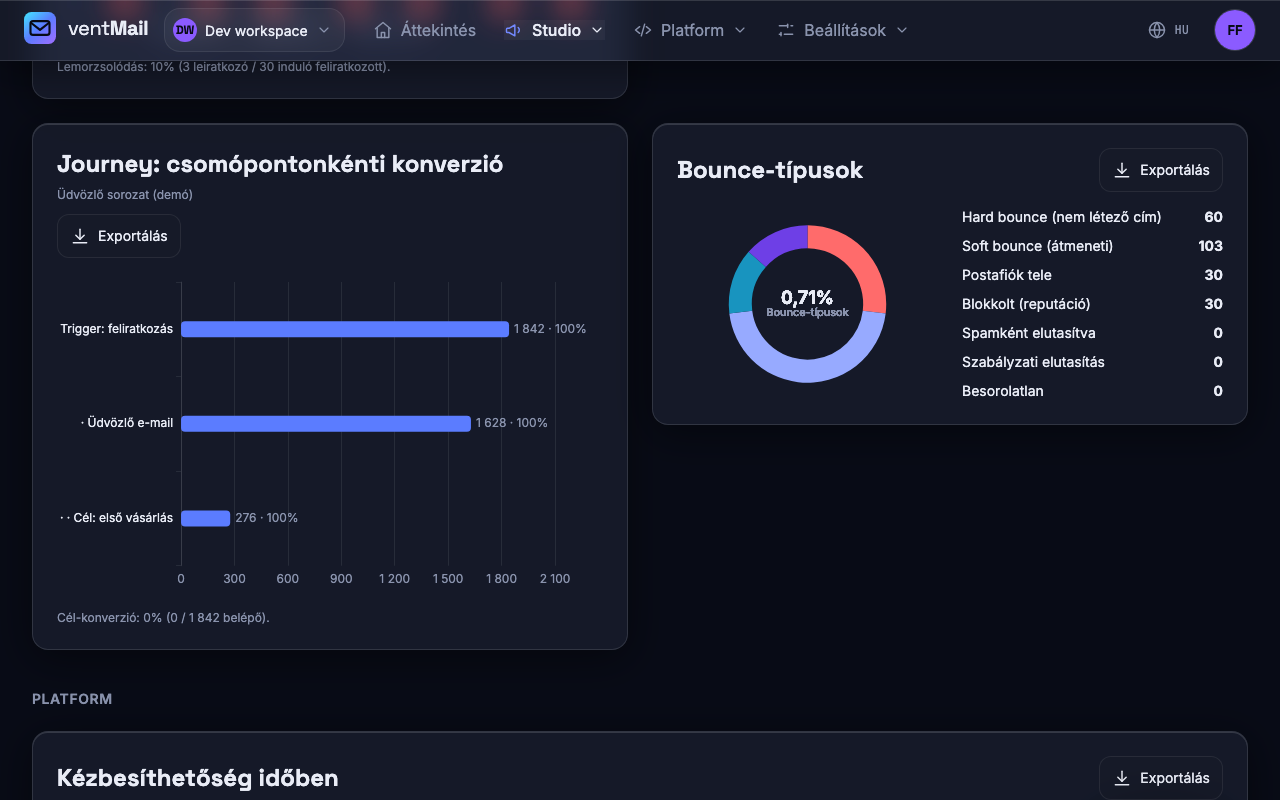 ventMail
DW Dev workspace
Áttekintés
Studio
Platform
Beállítások
HU
FF
Lemorzsolódás: 10% (3 leiratkozó / 30 induló feliratkozott).
Journey: csomópontonkénti konverzió
Üdvözlő sorozat (demó)
Exportálás
Trigger: feliratkozás
1 842 · 100%
· Üdvözlő e-mail
1 628 · 100%
· · Cél: első vásárlás
276 · 100%
0 300 600 900 1 200 1 500 1 800 2 100
Cél-konverzió: 0% (0 / 1 842 belépő).
Bounce-típusok
Exportálás
0,71%
Bounce-típusok
Hard bounce (nem létező cím) 60
Soft bounce (átmeneti) 103
Postafiók tele 30
Blokkolt (reputáció) 30
Spamként elutasítva 0
Szabályzati elutasítás 0
Besorolatlan 0
PLATFORM
Kézbesíthetőség időben
Exportálás